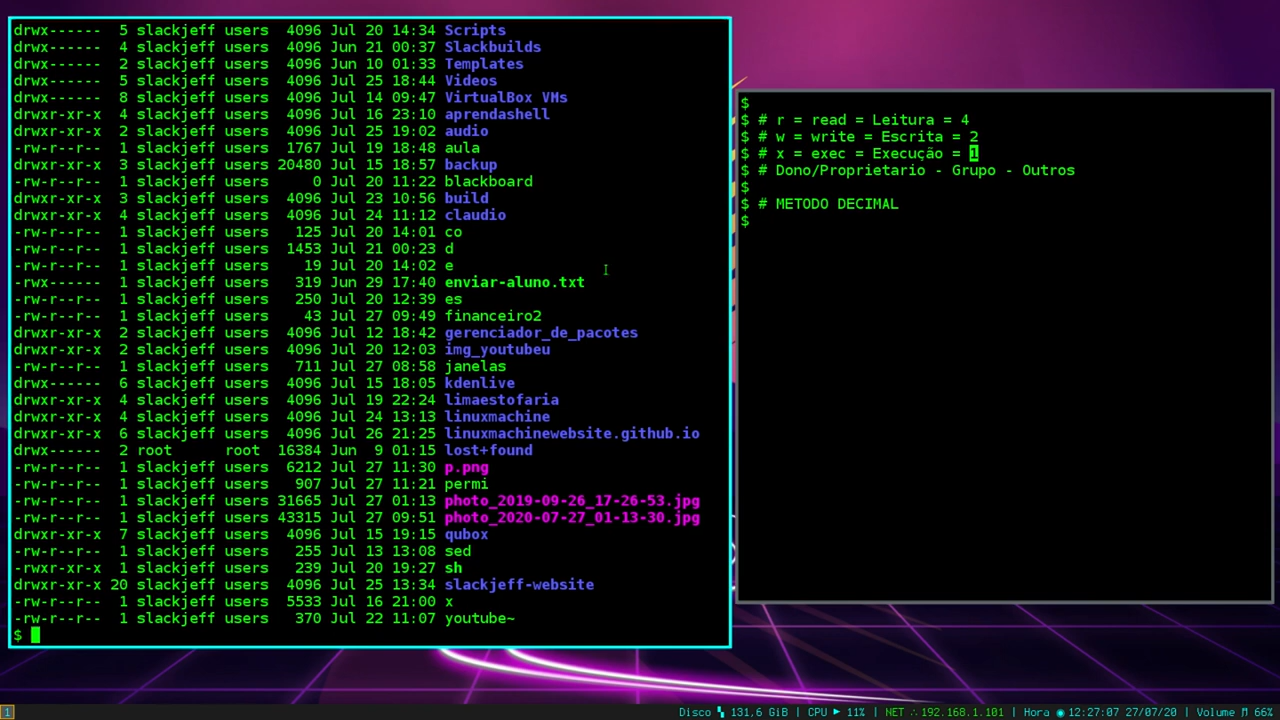 drwx------  5 slackjeff users  4096 Jul 20 14:34 Scripts
drwx------  4 slackjeff users  4096 Jun 21 00:37 Slackbuilds
drwx------  2 slackjeff users  4096 Jun 10 01:33 Templates
drwx------  5 slackjeff users  4096 Jul 25 18:44 Videos
drwx------  8 slackjeff users  4096 Jul 14 09:47 VirtualBox VMs
drwxr-xr-x  4 slackjeff users  4096 Jul 16 23:10 aprendashell
drwxr-xr-x  2 slackjeff users  4096 Jul 25 19:02 audio
-rw-r--r--  1 slackjeff users  1767 Jul 19 18:48 aula
drwxr-xr-x  3 slackjeff users 20480 Jul 15 18:57 backup
-rw-r--r--  1 slackjeff users     0 Jul 20 11:22 blackboard
drwxr-xr-x  3 slackjeff users  4096 Jul 23 10:56 build
drwxr-xr-x  4 slackjeff users  4096 Jul 24 11:12 claudio
-rw-r--r--  1 slackjeff users   125 Jul 20 14:01 co
-rw-r--r--  1 slackjeff users  1453 Jul 21 00:23 d
-rw-r--r--  1 slackjeff users    19 Jul 20 14:02 e
-rwx------  1 slackjeff users   319 Jun 29 17:40 enviar-aluno.txt
-rw-r--r--  1 slackjeff users   250 Jul 20 12:39 es
-rw-r--r--  1 slackjeff users    43 Jul 27 09:49 financeiro2
drwxr-xr-x  2 slackjeff users  4096 Jul 12 18:42 gerenciador_de_pacotes
drwxr-xr-x  2 slackjeff users  4096 Jul 20 12:03 img_youtubeu
-rw-r--r--  1 slackjeff users   711 Jul 27 08:58 janelas
drwx------  6 slackjeff users  4096 Jul 15 18:05 kdenlive
drwxr-xr-x  4 slackjeff users  4096 Jul 19 22:24 limaestofaria
drwxr-xr-x  4 slackjeff users  4096 Jul 24 13:13 linuxmachine
drwxr-xr-x  6 slackjeff users  4096 Jul 26 21:25 linuxmachinewebsite.github.io
drwx------  2 root      root  16384 Jun  9 01:15 lost+found
-rw-r--r--  1 slackjeff users  6212 Jul 27 11:30 p.png
-rw-r--r--  1 slackjeff users   907 Jul 27 11:21 permi
-rw-r--r--  1 slackjeff users 31665 Jul 27 01:13 photo_2019-09-26_17-26-53.jpg
-rw-r--r--  1 slackjeff users 43315 Jul 27 09:51 photo_2020-07-27_01-13-30.jpg
drwxr-xr-x  7 slackjeff users  4096 Jul 15 19:15 qubox
-rw-r--r--  1 slackjeff users   255 Jul 13 13:08 sed
-rwxr-xr-x  1 slackjeff users   239 Jul 20 19:27 sh
drwxr-xr-x 20 slackjeff users  4096 Jul 25 13:34 slackjeff-website
-rw-r--r--  1 slackjeff users  5533 Jul 16 21:00 x
-rw-r--r--  1 slackjeff users   370 Jul 22 11:07 youtube~
$
$
$ # r = read = Leitura = 4
$ # w = write = Escrita = 2
$ # x = exec = Execução = 1
$ # Dono/Proprietario - Grupo - Outros
$
$ # METODO DECIMAL
$
1
Disco 131,6 GiB | CPU ► 11% | NET ∴ 192.168.1.101 | Hora ◉ 12:27:07 27/07/20 | Volume 🎜 66%